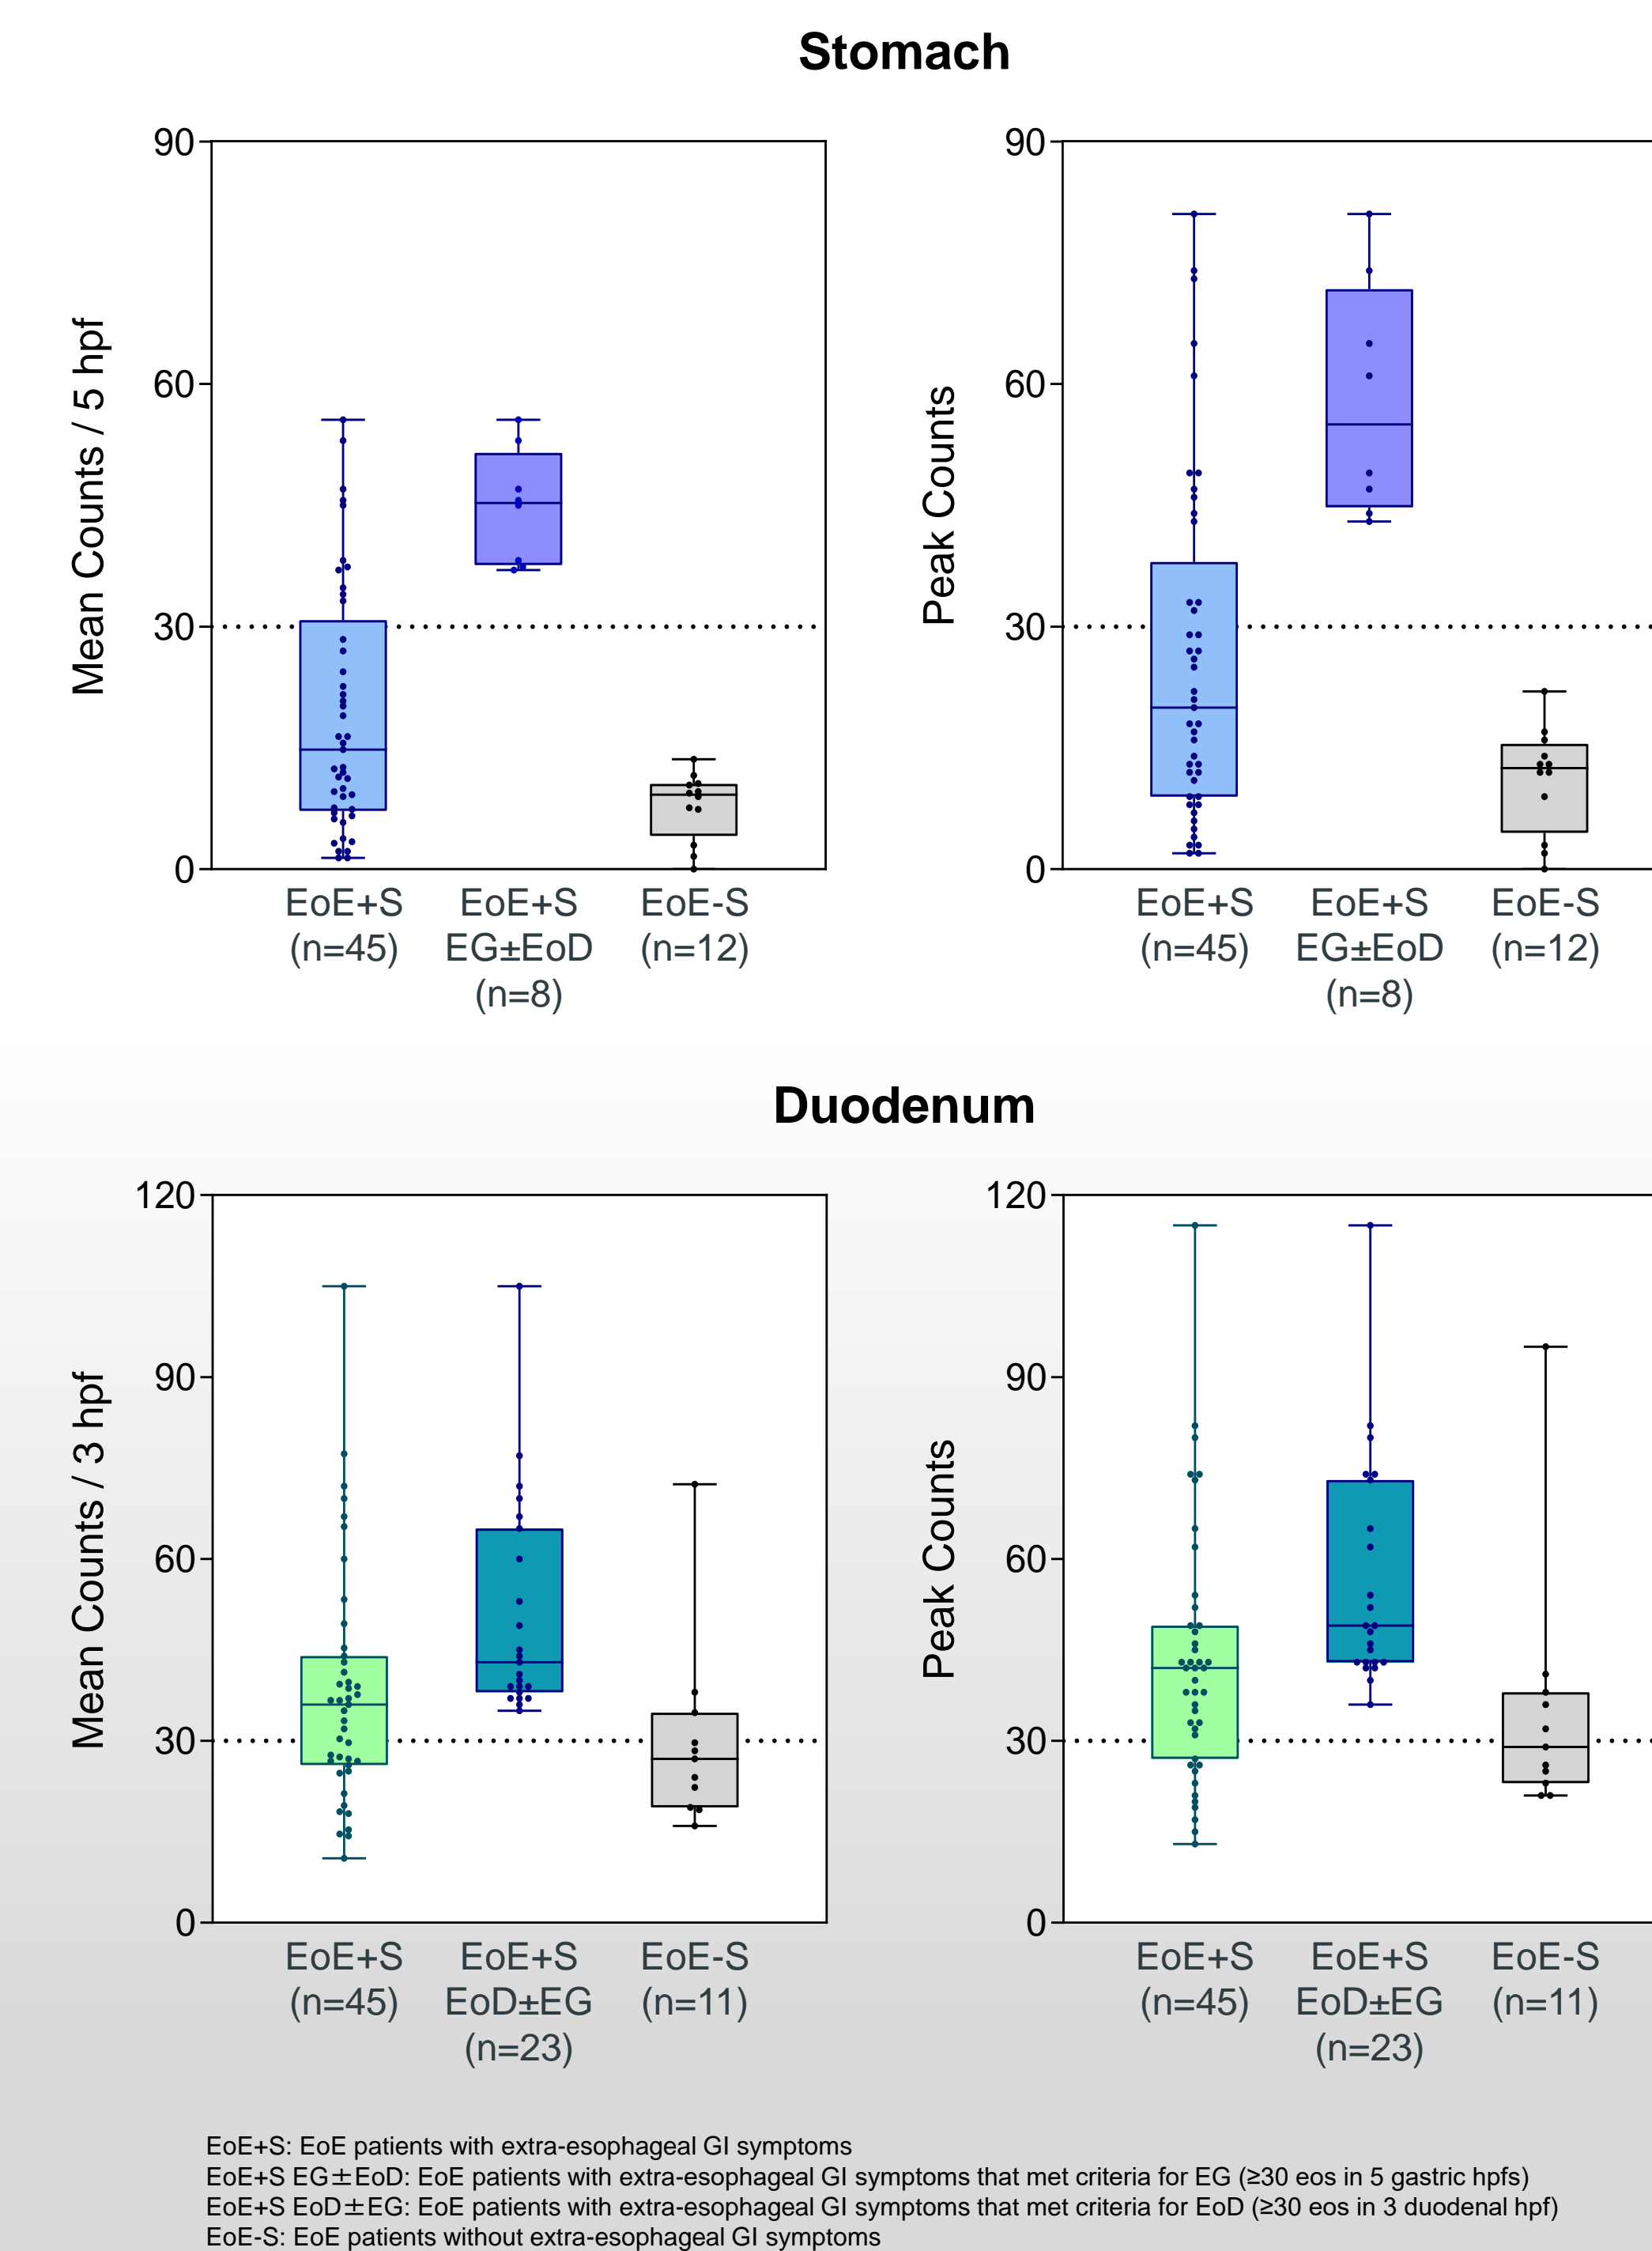 Stomach
Mean Counts / 5 hpf
90
60
30
0
EoE+S
(n=45)
EoE+S
EG±EoD
(n=8)
EoE-S
(n=12)
Peak Counts
90
60
30
0
EoE+S
(n=45)
EoE+S
EG±EoD
(n=8)
EoE-S
(n=12)
Duodenum
Mean Counts / 3 hpf
120
90
60
30
0
EoE+S
(n=45)
EoE+S
EoD±EG
(n=23)
EoE-S
(n=11)
Peak Counts
120
90
60
30
0
EoE+S
(n=45)
EoE+S
EoD±EG
(n=23)
EoE-S
(n=11)
EoE+S: EoE patients with extra-esophageal GI symptoms
EoE+S EG±EoD: EoE patients with extra-esophageal GI symptoms that met criteria for EG (≥30 eos in 5 gastric hpfs)
EoE+S EoD±EG: EoE patients with extra-esophageal GI symptoms that met criteria for EoD (≥30 eos in 3 duodenal hpf)
EoE-S: EoE patients without extra-esophageal GI symptoms